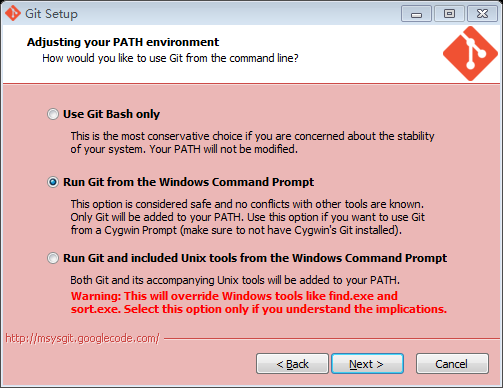 Git Setup
Adjusting your PATH environment
How would you like to use Git from the command line?
Use Git Bash only
This is the most conservative choice if you are concerned about the stability
of your system. Your PATH will not be modified.
Run Git from the Windows Command Prompt
This option is considered safe and no conflicts with other tools are known.
Only Git will be added to your PATH. Use this option if you want to use Git
from a Cygwin Prompt (make sure to not have Cygwin's Git installed).
Run Git and included Unix tools from the Windows Command Prompt
Both Git and its accompanying Unix tools will be added to your PATH.
Warning: This will override Windows tools like find.exe and
sort.exe. Select this option only if you understand the implications.
http://msysgit.googlecode.com/
< Back Next > Cancel